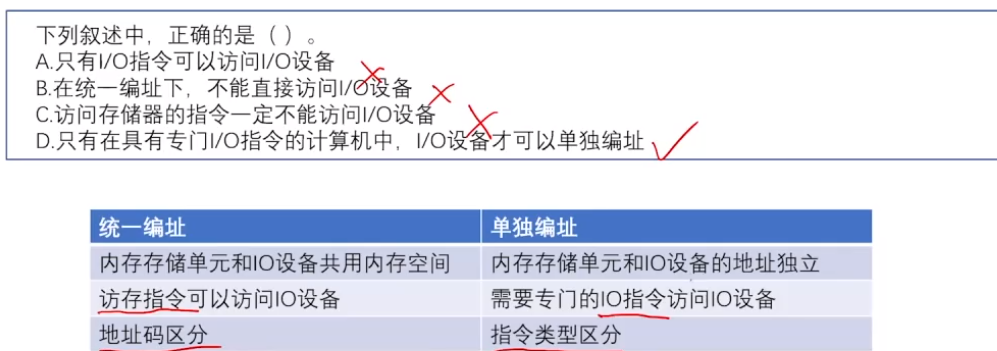 下列叙述中，正确的是（ ）。
A.只有I/O指令可以访问I/O设备
B.在统一编址下，不能直接访问I/O设备
C.访问存储器的指令一定不能访问I/O设备
D.只有在具有专门I/O指令的计算机中，I/O设备才可以单独编址
统一编址 单独编址
内存存储单元和IO设备共用内存空间 内存存储单元和IO设备的地址独立
访存指令可以访问IO设备 需要专门的IO指令访问IO设备
地址码区分 指令类型区分